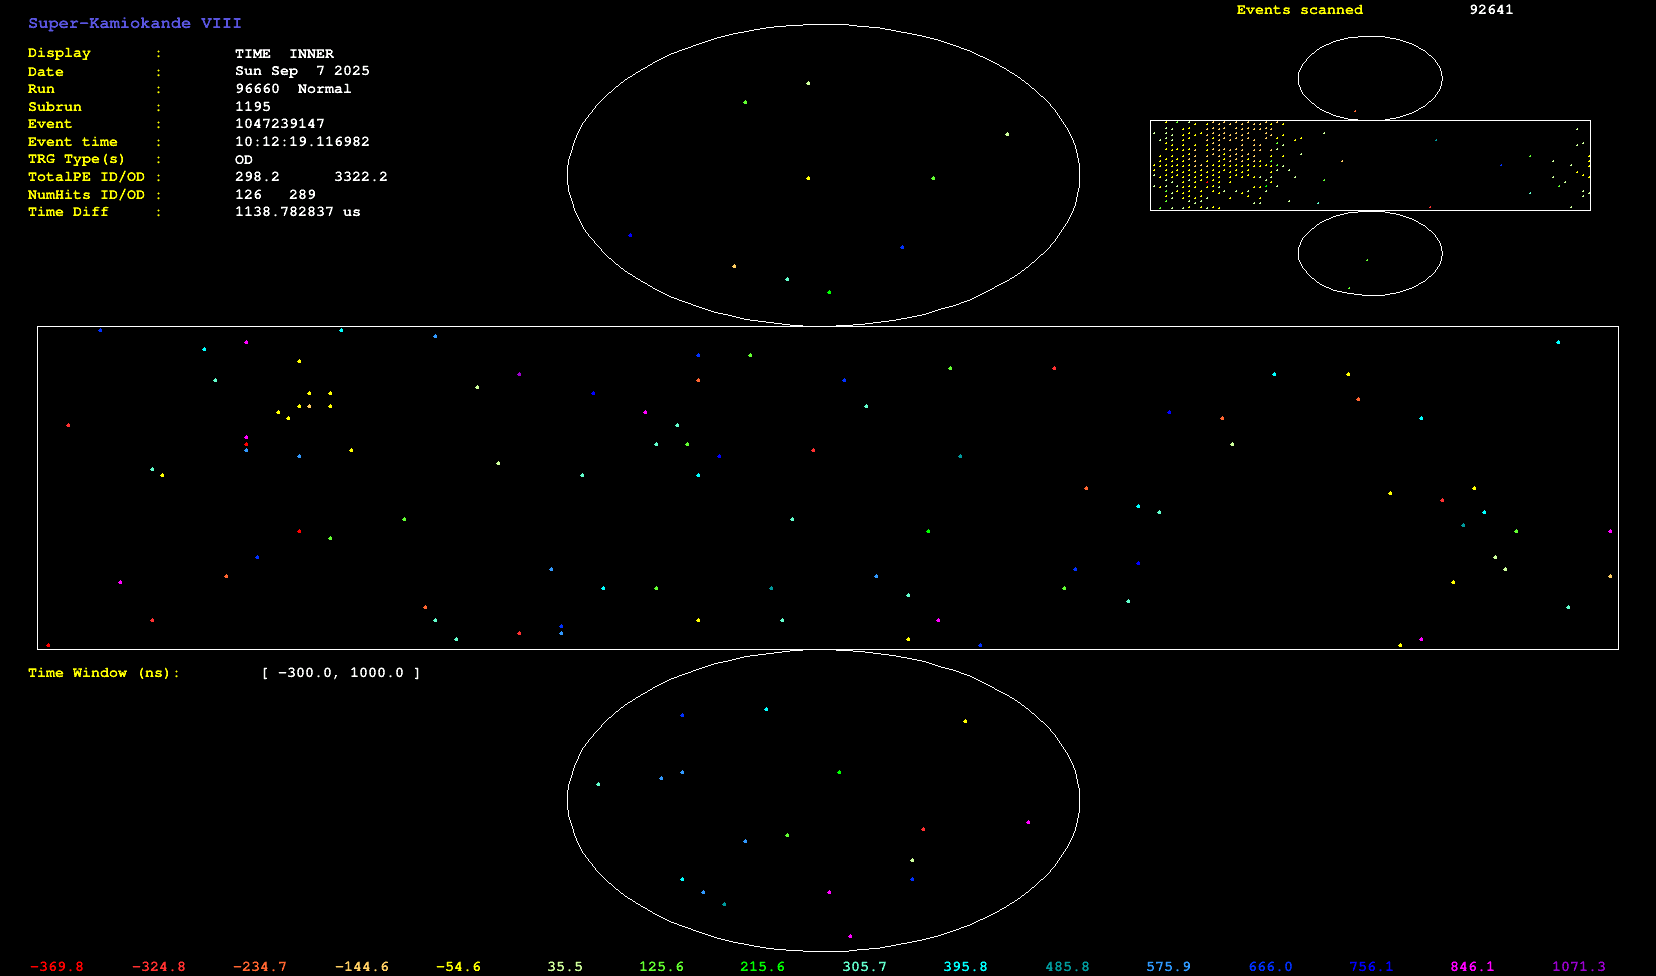 Super-Kamiokande VIII
Events scanned 92641
Display : TIME INNER
Date : Sun Sep 7 2025
Run : 96660 Normal
Subrun : 1195
Event : 1047239147
Event time : 10:12:19.116982
TRG Type(s) : OD
TotalPE ID/OD : 298.2 3322.2
NumHits ID/OD : 126 289
Time Diff : 1138.782837 us
Time Window (ns): [ -300.0, 1000.0 ]
-369.8 -324.8 -234.7 -144.6 -54.6 35.5 125.6 215.6 305.7 395.8 485.8 575.9 666.0 756.1 846.1 1071.3